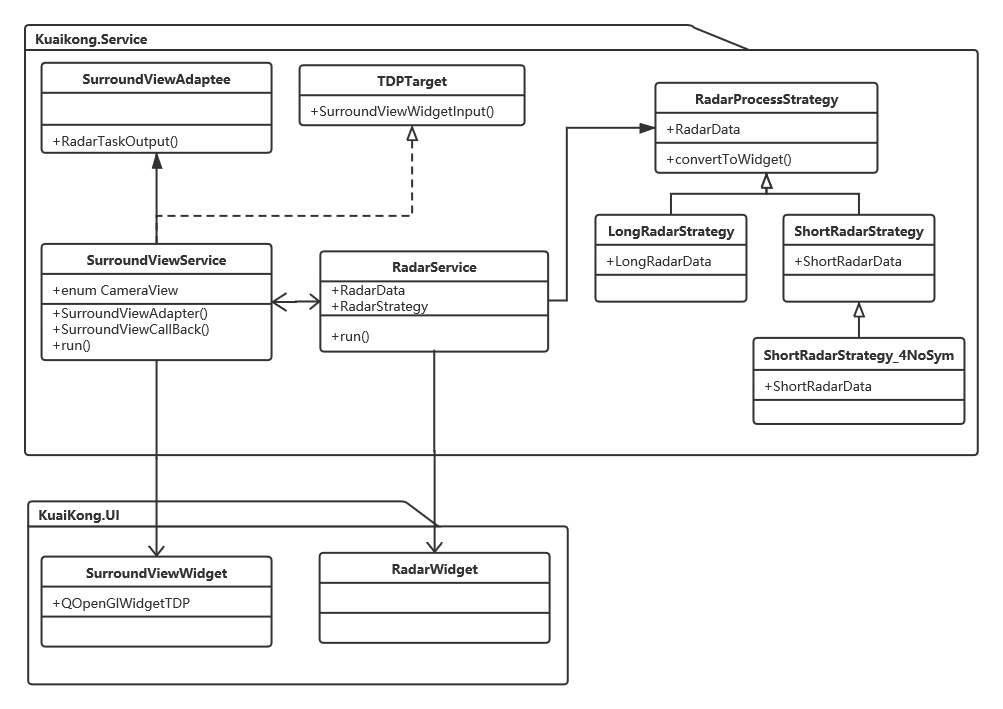 Kuaikong.Service
SurroundViewAdaptee
+RadarTaskOutput()
TDPTarget
+SurroundViewWidgetInput()
RadarProcessStrategy
+RadarData
+convertToWidget()
LongRadarStrategy
+LongRadarData
ShortRadarStrategy
+ShortRadarData
SurroundViewService
+enum CameraView
+SurroundViewAdapter()
+SurroundViewCallBack()
+run()
RadarService
+RadarData
+RadarStrategy
+run()
ShortRadarStrategy_4NoSym
+ShortRadarData
KuaiKong.UI
SurroundViewWidget
+QOpenGlWidgetTDP
RadarWidget